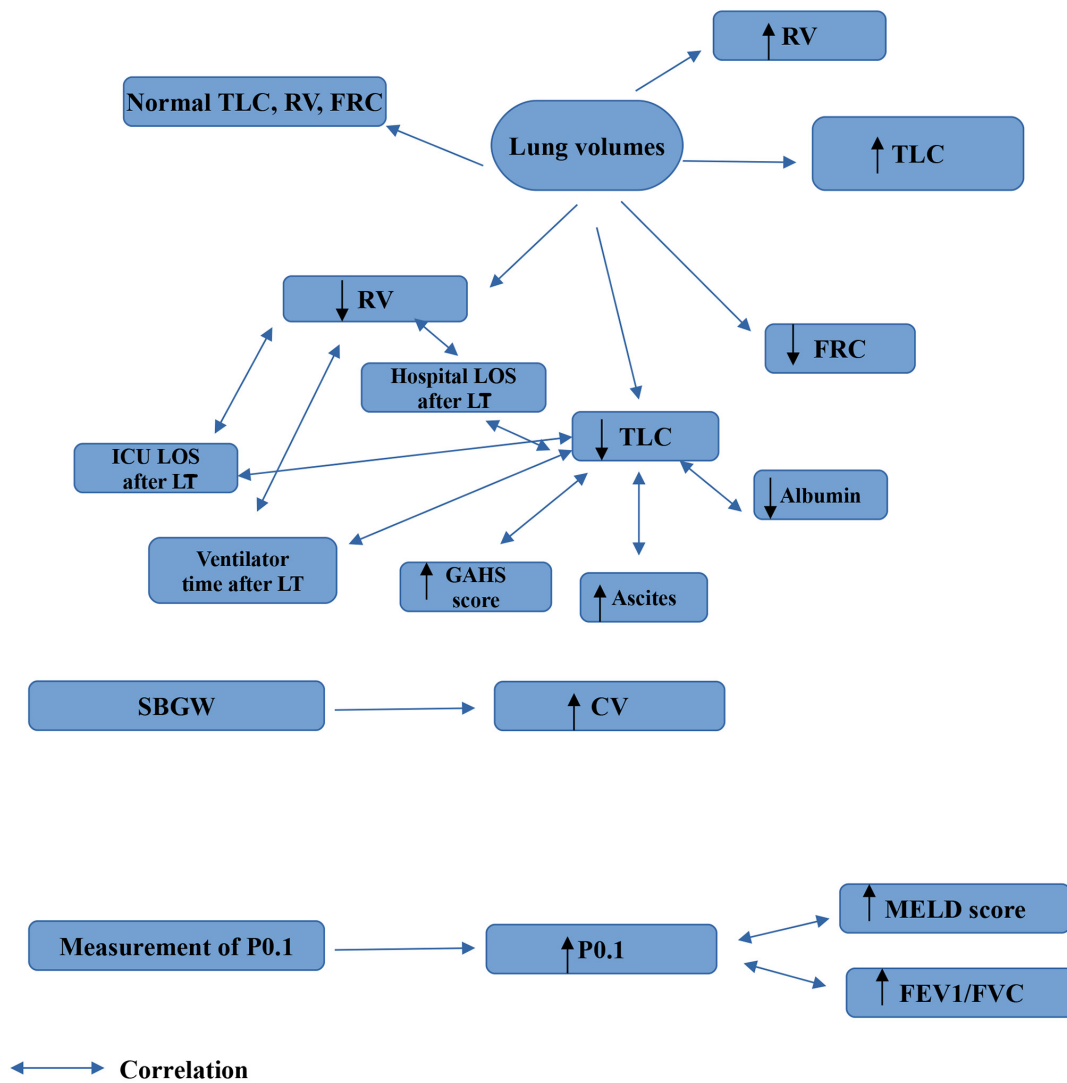 RV
Normal TLC, RV, FRC
Lung volumes
TLC
RV
FRC
Hospital LOS
after LT
TLC
ICU LOS
after LT
Albumin
Ventilator
time after LT
GAHS
score
Ascites
SBGW
CV
MELD score
Measurement of P0.1
P0.1
FEV1/FVC
Correlation